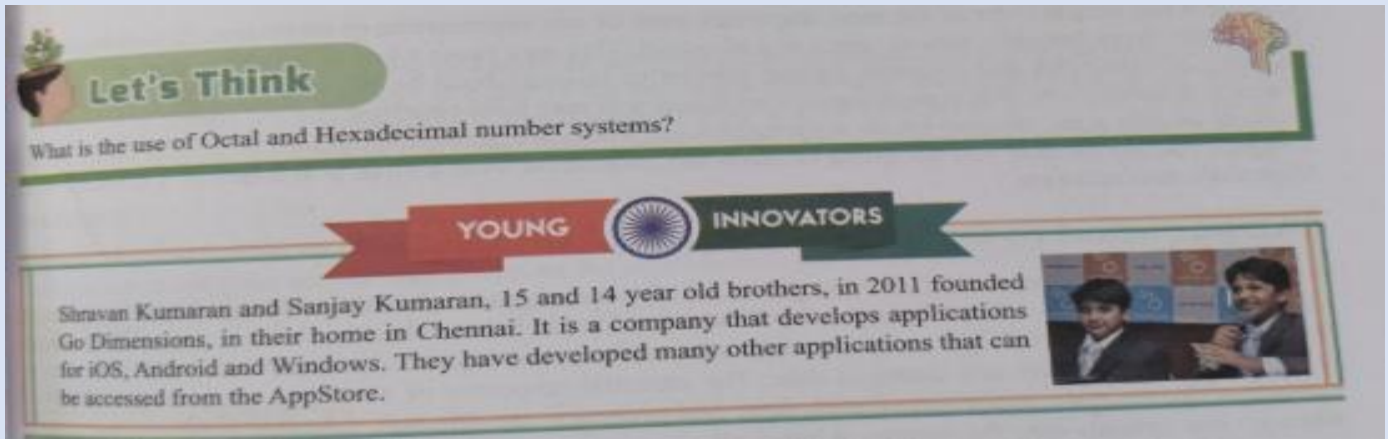 Let's Think
What is the use of Octal and Hexadecimal number systems?
YOUNG INNOVATORS
Shravan Kumaran and Sanjay Kumaran, 15 and 14 year old brothers, in 2011 founded
Go Dimensions, in their home in Chennai. It is a company that develops applications
for iOS, Android and Windows. They have developed many other applications that can
be accessed from the AppStore.